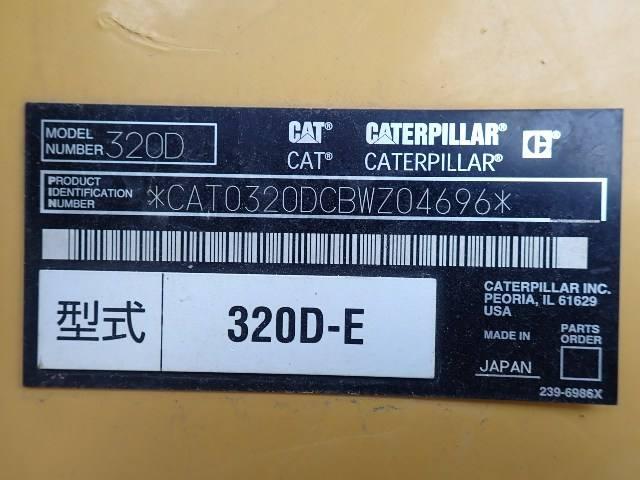 MODEL NUMBER 320D
CAT® CATERPILLAR® C®
CAT® CATERPILLAR®
PRODUCT IDENTIFICATION NUMBER *CAT0320DCBWZ04696*
型式 320D-E
CATERPILLAR INC.
PEORIA, IL 61629
USA
MADE IN
JAPAN
PARTS ORDER
239-6986X